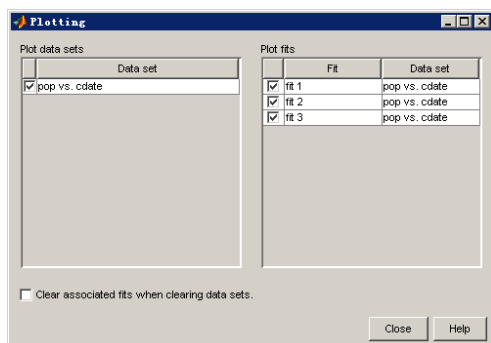 Plotting
Plot data sets
Data set
pop vs. cdate
Plot fits
Fit Data set
fit 1 pop vs. cdate
fit 2 pop vs. cdate
fit 3 pop vs. cdate
Clear associated fits when clearing data sets.
Close Help